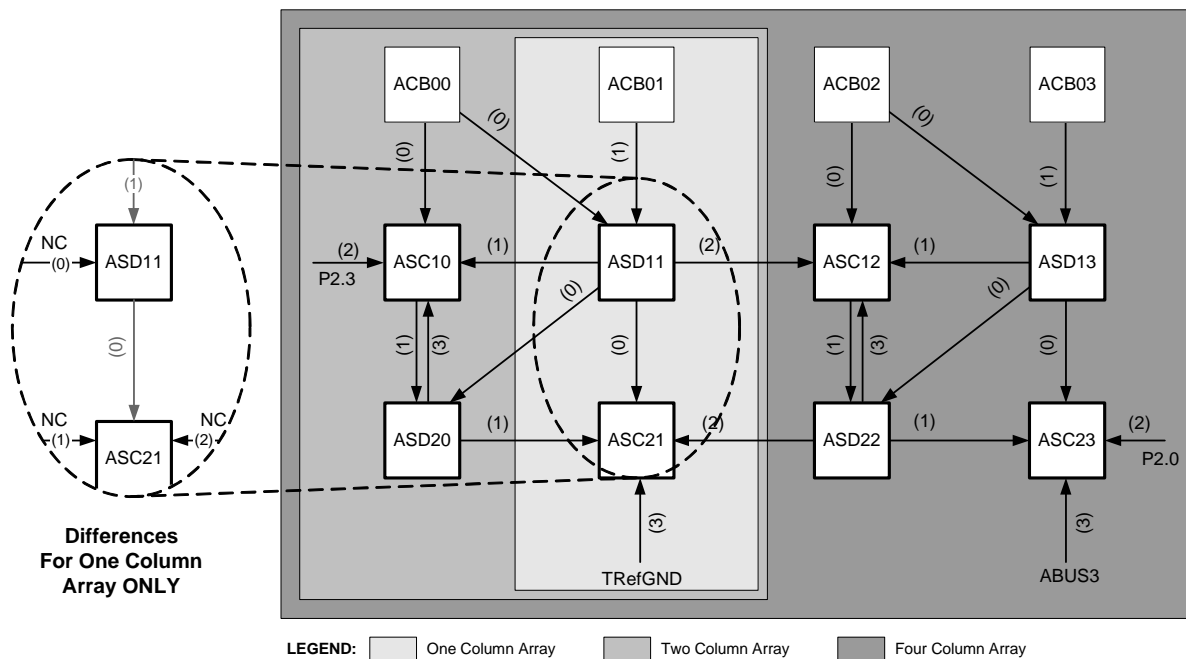 ACB00
ACB01
ACB02
ACB03
(0)
(0)
(0)
(1)
(0)
(1)
(1)
NC
(0)
ASD11
(2)
P2.3
ASC10
(1)
ASD11
(2)
ASC12
(1)
ASD13
(0)
(0)
(0)
(1)
(3)
(0)
(1)
(3)
(0)
NC
(1)
NC
(2)
ASC21
ASD20
(1)
ASC21
(2)
ASD22
(1)
ASC23
(2)
P2.0
(3)
(3)
TRefGND
ABUS3
Differences
For One Column
Array ONLY
LEGEND: One Column Array Two Column Array Four Column Array